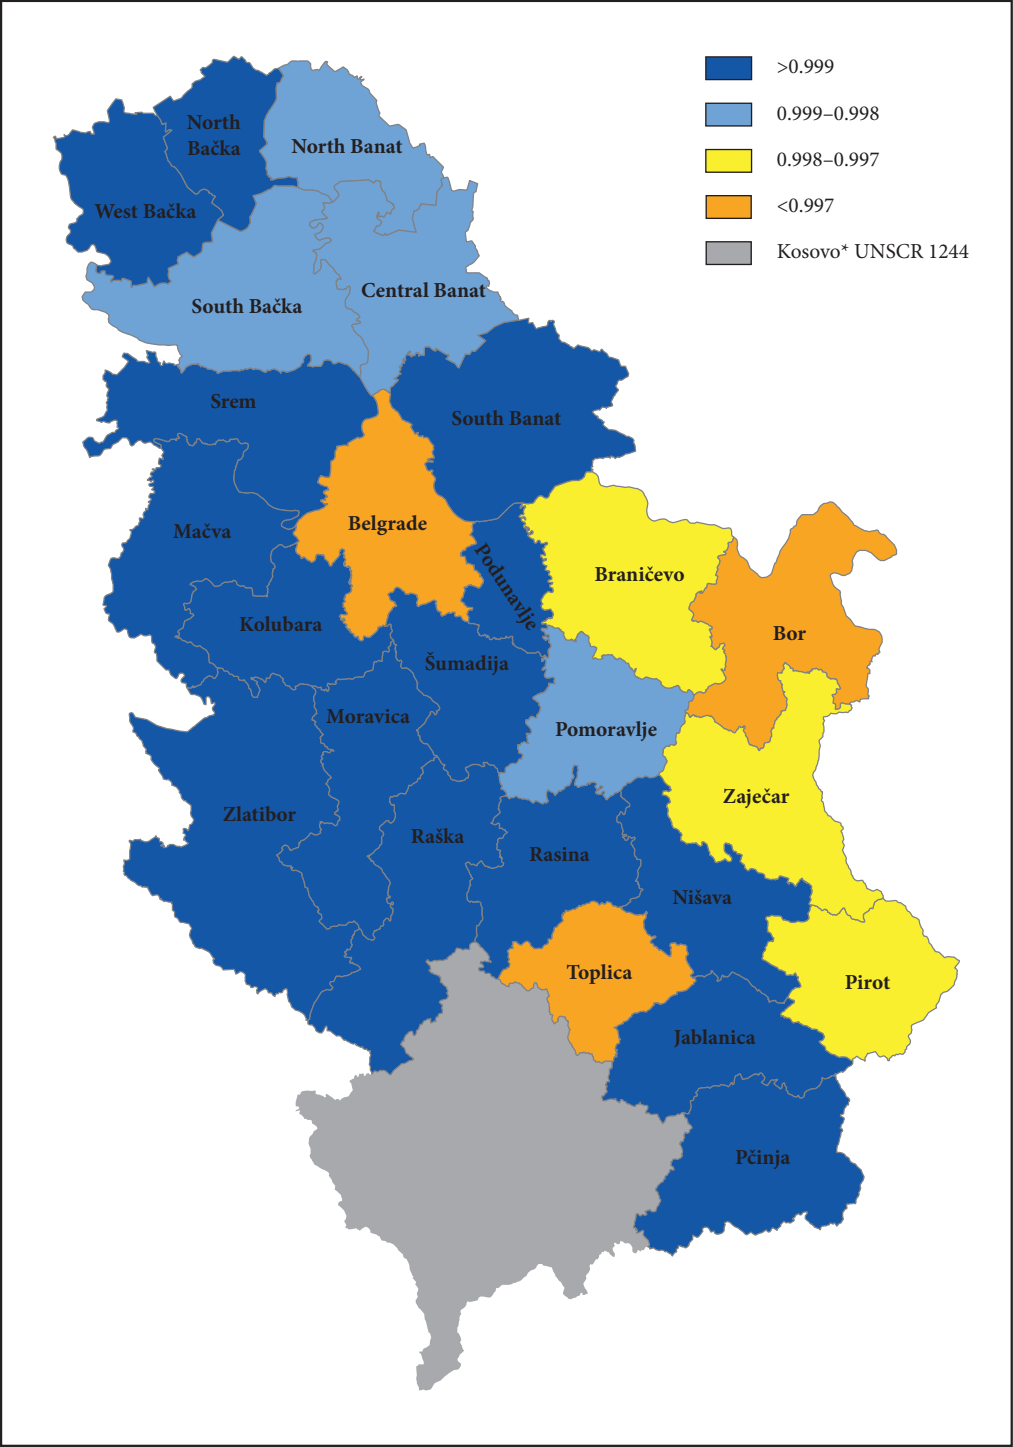 >0.999
0.999–0.998
0.998–0.997
<0.997
Kosovo* UNSCR 1244
North
Bačka
North Banat
West Bačka
South Bačka
Central Banat
Srem
South Banat
Mačva
Belgrade
Podunavlje
Braničevo
Kolubara
Bor
Šumadija
Moravica
Pomoravlje
Zaječar
Zlatibor
Raška
Rasina
Nišava
Toplica
Pirot
Jablanica
Pčinja